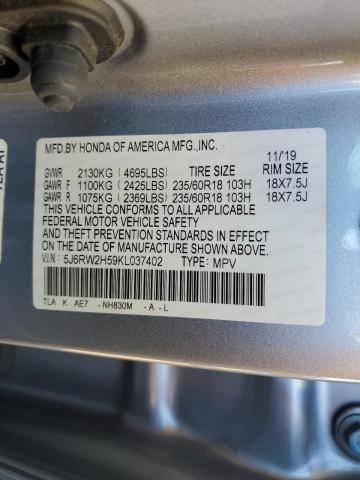 MFD.BY HONDA OF AMERICA MFG.,INC.
11/19
GVWR 2130KG (4695LBS) TIRE SIZE RIM SIZE
GAWR F 1100KG (2425LBS) 235/60R18 103H 18X7.5J
GAWR R 1075KG (2369LBS) 235/60R18 103H 18X7.5J
THIS VEHICLE CONFORMS TO ALL APPLICABLE
FEDERAL MOTOR VEHICLE SAFETY
AND THEFT PREVENTION STANDARDS IN EFFECT
ON THE DATE OF MANUFACTURE SHOWN ABOVE.
V.I.N: 5J6RW2H59KL037402 TYPE: MPV
TLA K AE7 -NH830M -A -L